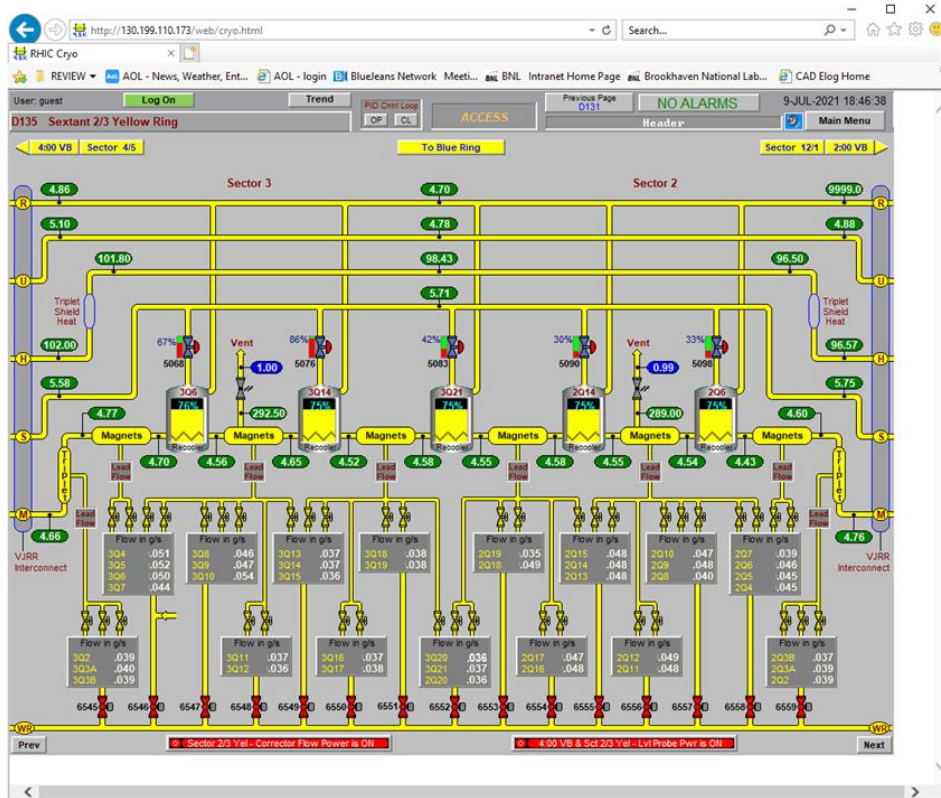 http://130.199.110.173/web/cryo.html
Search...
RHIC Cryo
REVIEW
AOL - News, Weather, Ent...
AOL - login
BlueJeans Network Meeti...
BNL Intranet Home Page
Brookhaven National Lab...
CAD Elog Home
User: guest
Log On
Trend
PID Cntrl Loop
OP CL
ACCESS
Previous Page
D131
NO ALARMS
9-JUL-2021 18:46:38
D135 Sextant 2/3 Yellow Ring
Header
Main Menu
4:00 VB Sector 4/5
To Blue Ring
Sector 12/1 2:00 VB
Sector 3
Sector 2
4.86 4.70 9999.0
R R
5.10 4.78 4.88
U U
101.80 98.43 96.50
5.71
Triplet
Shield
Heat
Triplet
Shield
Heat
102.00 96.57
H H
67% 86% 42% 30% 33%
Vent Vent
5068 5076 5083 5090 5098
1.00 0.99
5.58 5.75
3Q6 3Q14 3Q21 2Q14 2Q6
76% 75% 75% 75% 75%
4.77 292.50 289.00 4.60
S S
Magnets Magnets Magnets Magnets Magnets Magnets
Recooler Recooler Recooler Recooler Recooler
4.70 4.56 4.65 4.52 4.58 4.55 4.58 4.55 4.54 4.43
Triplet Triplet
Lead
Flow
Lead
Flow
Lead
Flow
Lead
Flow
Lead
Flow
Lead
Flow
Lead
Flow
Lead
Flow
M M
4.66 4.76
VJRR
Interconnect
VJRR
Interconnect
Flow in g/s
3Q4 .051
3Q5 .052
3Q6 .050
3Q7 .044
Flow in g/s
3Q8 .046
3Q9 .047
3Q10 .054
Flow in g/s
3Q13 .037
3Q14 .037
3Q15 .036
Flow in g/s
3Q18 .038
3Q19 .038
Flow in g/s
2Q19 .035
2Q18 .049
Flow in g/s
2Q15 .048
2Q14 .048
2Q13 .048
Flow in g/s
2Q10 .047
2Q9 .048
2Q8 .040
Flow in g/s
2Q7 .039
2Q6 .046
2Q5 .045
2Q4 .045
Flow in g/s
3Q2 .039
3Q3A .040
3Q3B .039
Flow in g/s
3Q11 .037
3Q12 .036
Flow in g/s
3Q16 .037
3Q17 .038
Flow in g/s
3Q20 .036
3Q21 .037
2Q20 .036
Flow in g/s
2Q17 .047
2Q16 .048
Flow in g/s
2Q12 .049
2Q11 .048
Flow in g/s
2Q3B .037
2Q3A .039
2Q2 .039
6545 6546 6547 6548 6549 6550 6551 6552 6553 6554 6555 6556 6557 6558 6559
WR WR
Prev
Sector 2/3 Yel - Corrector Flow Power is ON
4:00 VB & Sct 2/3 Yel - Lvl Probe Pwr is ON
Next